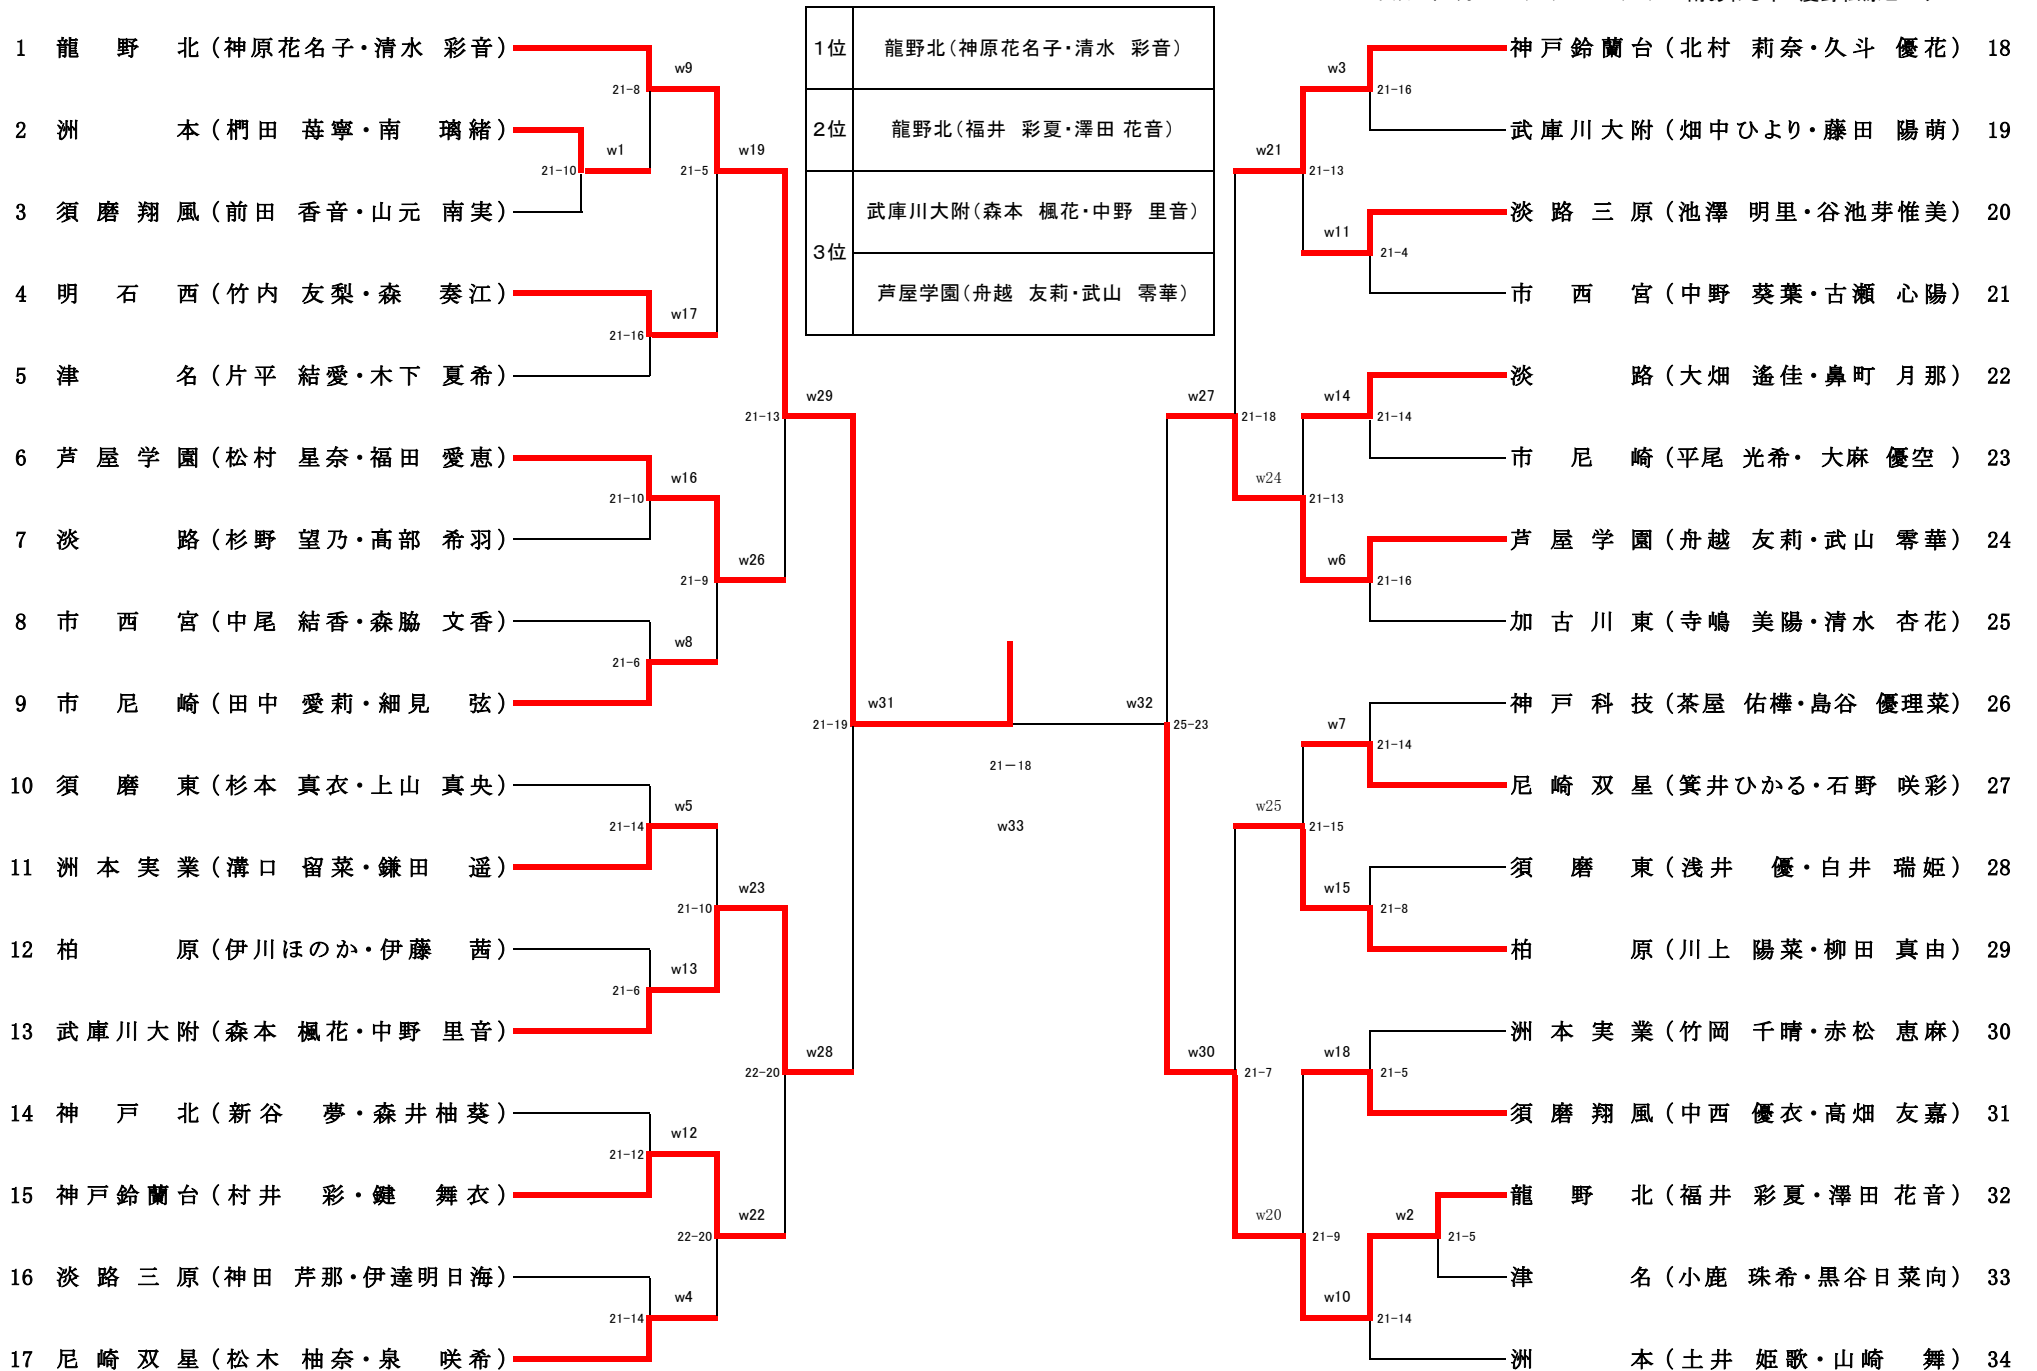 1 龍野北(神原花名子・清水 彩音)
2 洲本(椚田 苺寧・南 璃緒)
3 須磨翔風(前田 香音・山元 南実)
4 明石西(竹内 友梨・森 奏江)
5 津名(片平 結愛・木下 夏希)
6 芦屋学園(松村 星奈・福田 愛恵)
7 淡路(杉野 望乃・髙部 希羽)
8 市西宮(中尾 結香・森脇 文香)
9 市尼崎(田中 愛莉・細見 弦)
10 須磨東(杉本 真衣・上山 真央)
11 洲本実業(溝口 留菜・鎌田 遥)
12 柏原(伊川ほのか・伊藤 茜)
13 武庫川大附(森本 楓花・中野 里音)
14 神戸北(新谷 夢・森井柚葵)
15 神戸鈴蘭台(村井 彩・鍵 舞衣)
16 淡路三原(神田 芹那・伊達明日海)
17 尼崎双星(松木 柚奈・泉 咲希)
w9
21-8
w1
21-10
w19
21-5
w17
21-16
w29
21-13
w16
21-10
w26
21-9
w8
21-6
w31
21-19
w5
21-14
w23
21-10
w13
21-6
w28
22-20
w12
21-12
w22
22-20
w4
21-14
1位 龍野北(神原花名子・清水 彩音)
2位 龍野北(福井 彩夏・澤田 花音)
3位 武庫川大附(森本 楓花・中野 里音)
芦屋学園(舟越 友莉・武山 零華)
21-18
w33
w3
21-16
w21
21-13
w11
21-4
w27
21-18
w14
21-14
w24
21-13
w6
21-16
w32
25-23
w7
21-14
w25
21-15
w15
21-8
w30
21-7
w18
21-5
w20
21-9
w2
21-5
w10
21-14
神戸鈴蘭台(北村 莉奈・久斗 優花) 18
武庫川大附(畑中ひより・藤田 陽萌) 19
淡路三原(池澤 明里・谷池芽惟美) 20
市西宮(中野 葵葉・古瀬 心陽) 21
淡路(大畑 遙佳・鼻町 月那) 22
市尼崎(平尾 光希・ 大麻 優空 ) 23
芦屋学園(舟越 友莉・武山 零華) 24
加古川東(寺嶋 美陽・清水 杏花) 25
神戸科技(茶屋 佑樺・島谷 優理菜) 26
尼崎双星(箕井ひかる・石野 咲彩) 27
須磨東(浅井 優・白井 瑞姫) 28
柏原(川上 陽菜・柳田 真由) 29
洲本実業(竹岡 千晴・赤松 恵麻) 30
須磨翔風(中西 優衣・高畑 友嘉) 31
龍野北(福井 彩夏・澤田 花音) 32
津名(小鹿 珠希・黒谷日菜向) 33
洲本(土井 姫歌・山崎 舞) 34